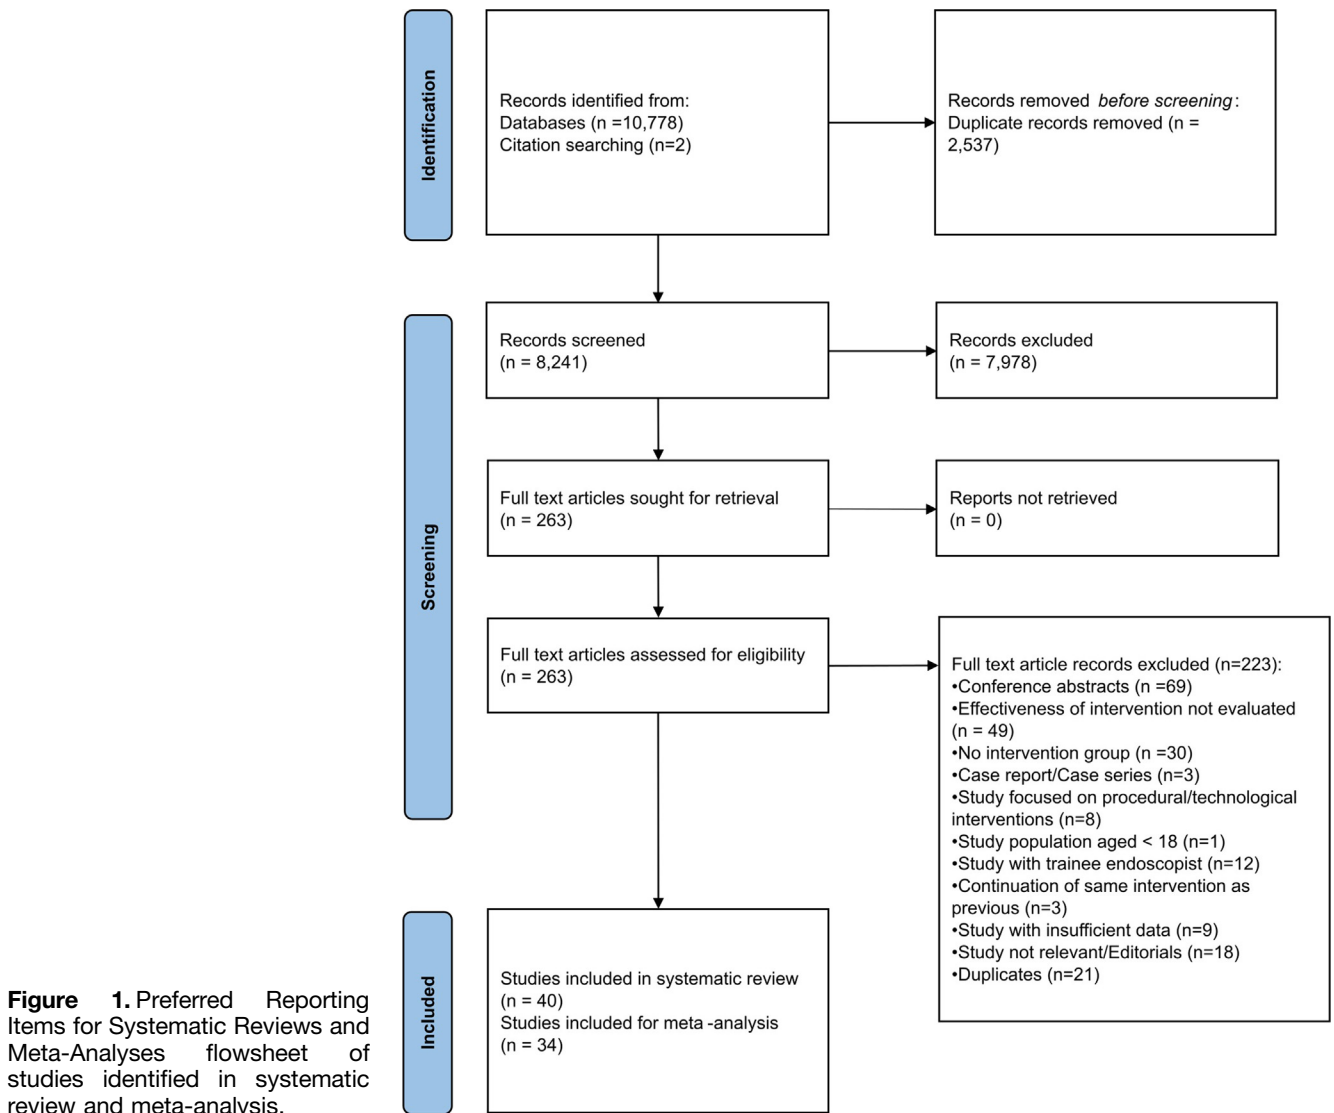 Identification
Records identified from:
Databases (n =10,778)
Citation searching (n=2)
Records removed before screening:
Duplicate records removed (n =
2,537)
Screening
Records screened
(n = 8,241)
Records excluded
(n = 7,978)
Full text articles sought for retrieval
(n = 263)
Reports not retrieved
(n = 0)
Full text articles assessed for eligibility
(n = 263)
Full text article records excluded (n=223):
•Conference abstracts (n =69)
•Effectiveness of intervention not evaluated
(n = 49)
•No intervention group (n =30)
•Case report/Case series (n=3)
•Study focused on procedural/technological
interventions (n=8)
•Study population aged < 18 (n=1)
•Study with trainee endoscopist (n=12)
•Continuation of same intervention as
previous (n=3)
•Study with insufficient data (n=9)
•Study not relevant/Editorials (n=18)
•Duplicates (n=21)
Included
Studies included in systematic review
(n = 40)
Studies included for meta -analysis
(n = 34)
Figure 1. Preferred Reporting
Items for Systematic Reviews and
Meta-Analyses flowsheet of
studies identified in systematic
review and meta-analysis.